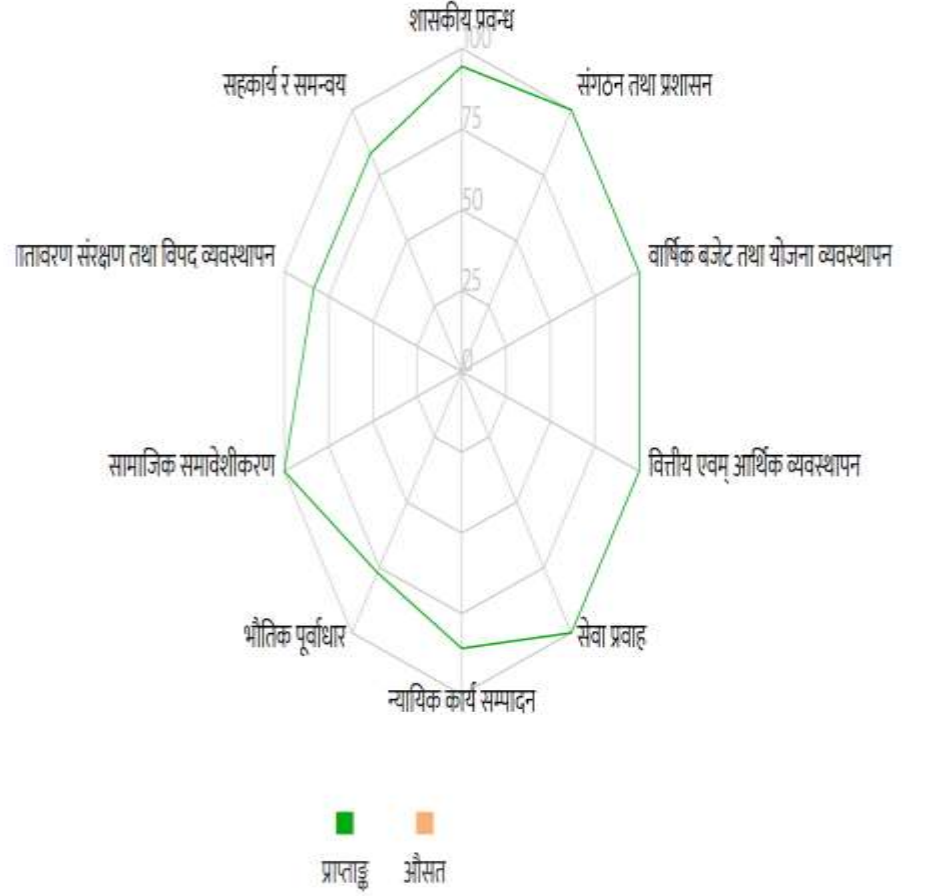 शासकीय प्रवन्ध
100
सहकार्य र समन्वय
संगठन तथा प्रशासन
75
50
संरक्षण तथा विपद व्यवस्थापन
वार्षिक बजेट तथा योजना व्यवस्थापन
25
0
सामाजिक समावेशीकरण
वित्तीय एवम् आर्थिक व्यवस्थापन
भौतिक पूर्वाधार
सेवा प्रवाह
न्यायिक कार्य सम्पादन
प्राप्ताङ्क
औसत